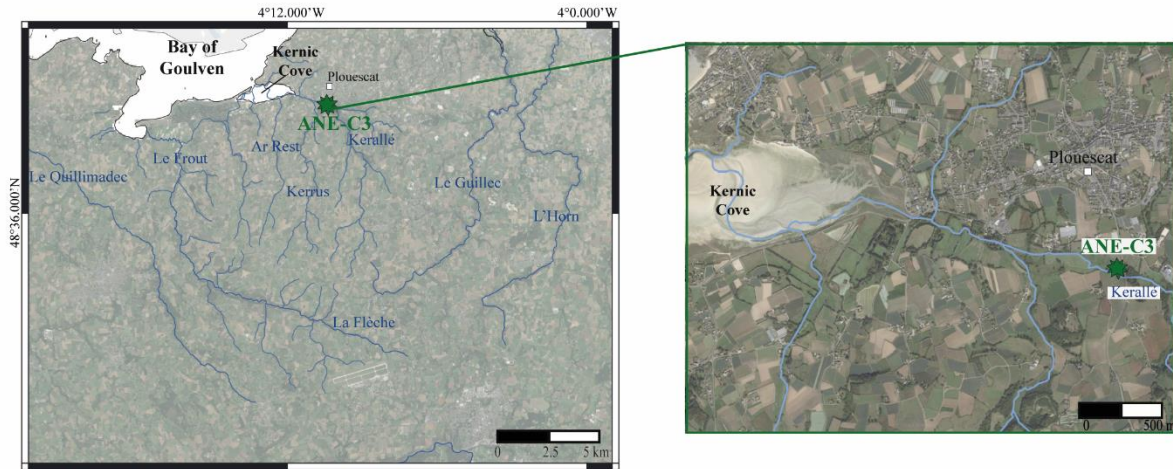 4°12.000'W
4°0.000'W
48°36.000'N
Bay of
Goulven
Kernic
Cove
Plouescat
ANE-C3
Ar Rest
Kerallé
Le Frout
Le Quillimadec
Kerrus
Le Guillec
L'Horn
La Flèche
0 2.5 5 km
Plouescat
Kernic
Cove
ANE-C3
Kerallé
0 500 m